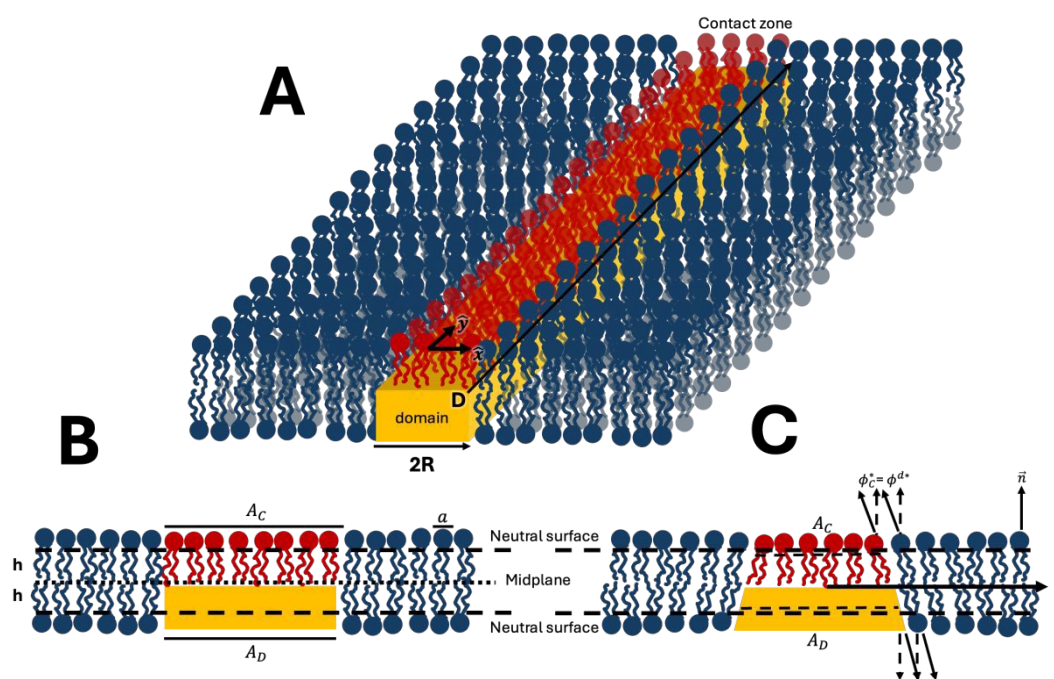 Contact zone
A
ŷ
x̂
D
domain
2R
B
C
A_C
a
h
h
A_D
Neutral surface
Midplane
Neutral surface
ϕ_C^*=ϕ^{d*}
n⃗
A_C
A_D